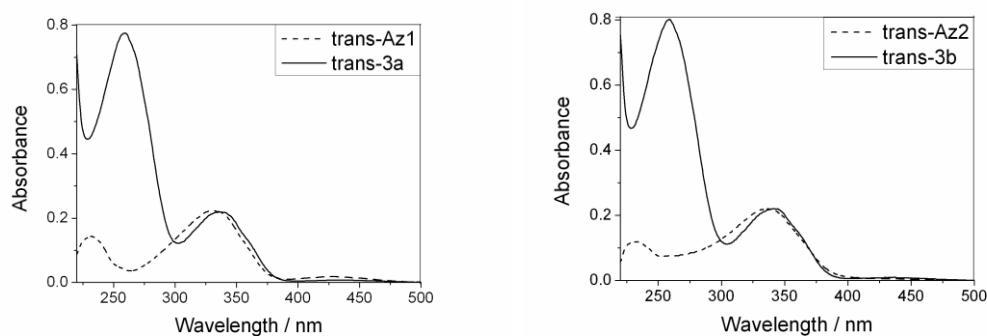 0.8
0.6
0.4
0.2
0.0
Absorbance
250 300 350 400 450 500
Wavelength / nm
trans-Az1
trans-3a
0.8
0.6
0.4
0.2
0.0
Absorbance
250 300 350 400 450 500
Wavelength / nm
trans-Az2
trans-3b